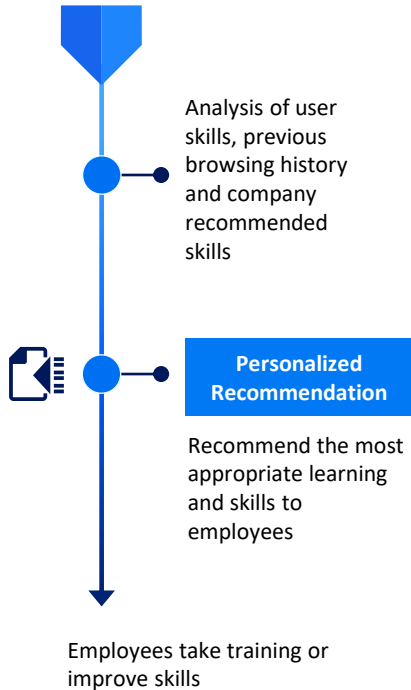 Analysis of user
skills, previous
browsing history
and company
recommended
skills
Personalized
Recommendation
Recommend the most
appropriate learning
and skills to
employees
Employees take training or
improve skills